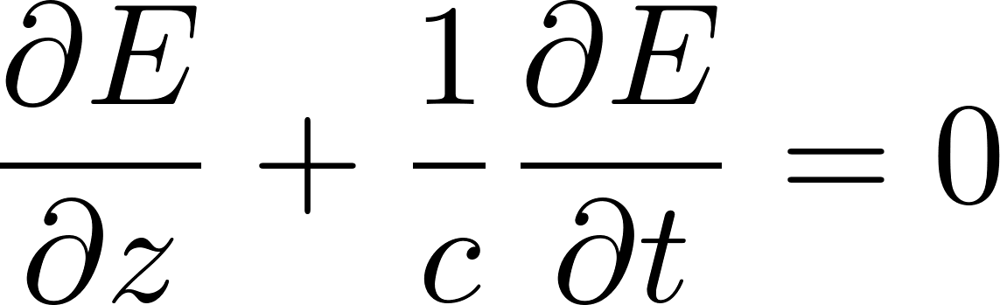 ∂E/∂z + 1/c ∂E/∂t = 0